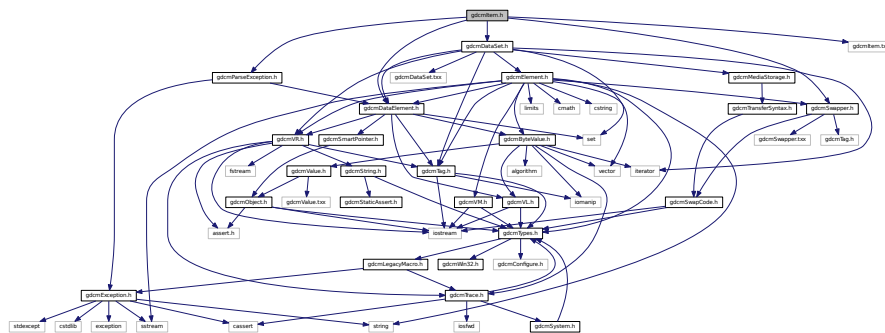 gdcmItem.h
gdcmDataSet.h
gdcmItem.txx
gdcmParseException.h
gdcmDataSet.txx
gdcmElement.h
gdcmMediaStorage.h
gdcmDataElement.h
limits
cmath
cstring
gdcmTransferSyntax.h
gdcmSwapper.h
gdcmVR.h
gdcmSmartPointer.h
gdcmByteValue.h
set
gdcmSwapper.txx
gdcmTag.h
fstream
gdcmValue.h
gdcmString.h
gdcmTag.h
algorithm
vector
iterator
gdcmObject.h
gdcmValue.txx
gdcmStaticAssert.h
gdcmVM.h
gdcmVL.h
iomanip
gdcmSwapCode.h
assert.h
iostream
gdcmTypes.h
gdcmLegacyMacro.h
gdcmWin32.h
gdcmConfigure.h
gdcmException.h
gdcmTrace.h
stdexcept
cstdlib
exception
sstream
cassert
string
iosfwd
gdcmSystem.h